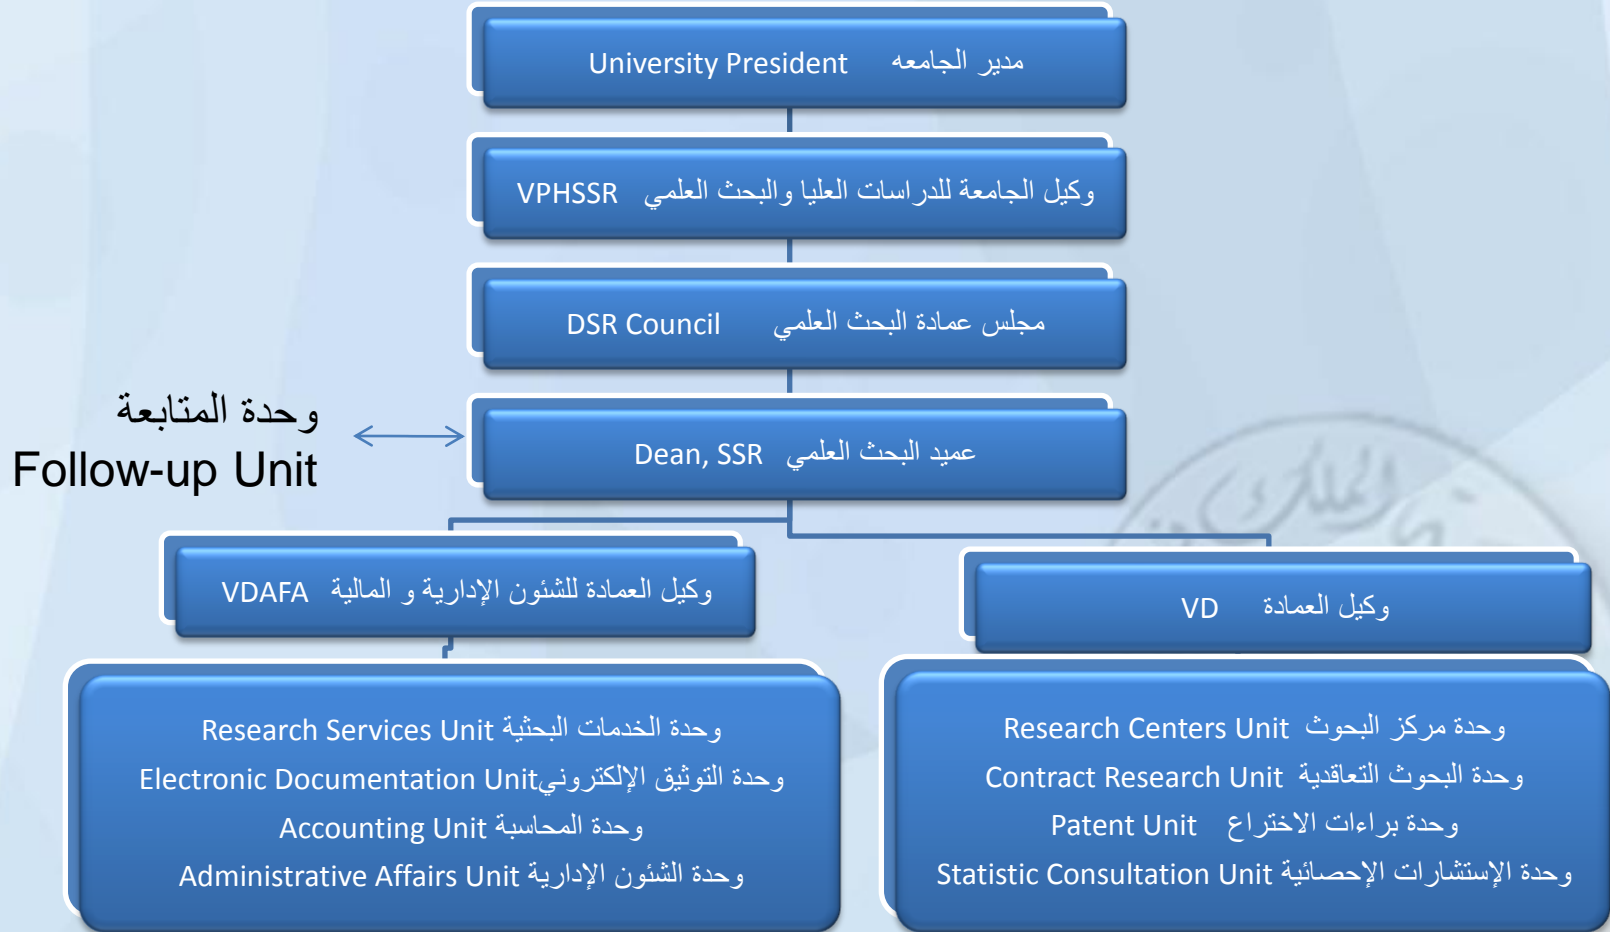 University President مدير الجامعه
وكيل الجامعة للدراسات العليا والبحث العلمي VPHSSR
DSR Council مجلس عمادة البحث العلمي
وحدة المتابعة
Follow-up Unit
Dean, SSR عميد البحث العلمي
وكيل العمادة للشئون الإدارية و المالية VDAFA
وكيل العمادة VD
وحدة الخدمات البحثية Research Services Unit
وحدة التوثيق الإلكتروني Electronic Documentation Unit
وحدة المحاسبة Accounting Unit
وحدة الشئون الإدارية Administrative Affairs Unit
وحدة مركز البحوث Research Centers Unit
وحدة البحوث التعاقدية Contract Research Unit
وحدة براءات الاختراع Patent Unit
وحدة الإستشارات الإحصائية Statistic Consultation Unit